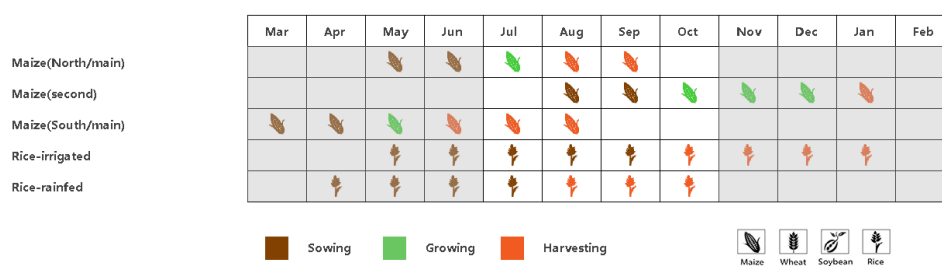 Mar Apr May Jun Jul Aug Sep Oct Nov Dec Jan Feb
Maize(North/main)
Maize(second)
Maize(South/main)
Rice-irrigated
Rice-rainfed
Sowing Growing Harvesting
Maize Wheat Soybean Rice